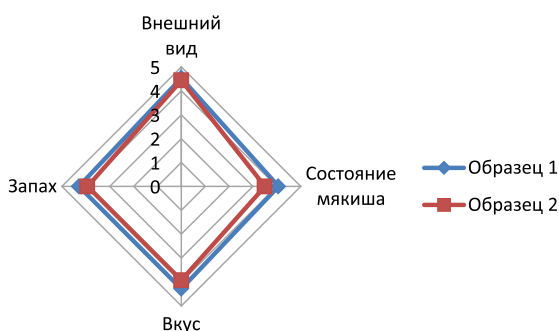 Внешний
вид
5
4
3
2
1
0
Запах
Состояние
мякиша
Вкус
Образец 1
Образец 2